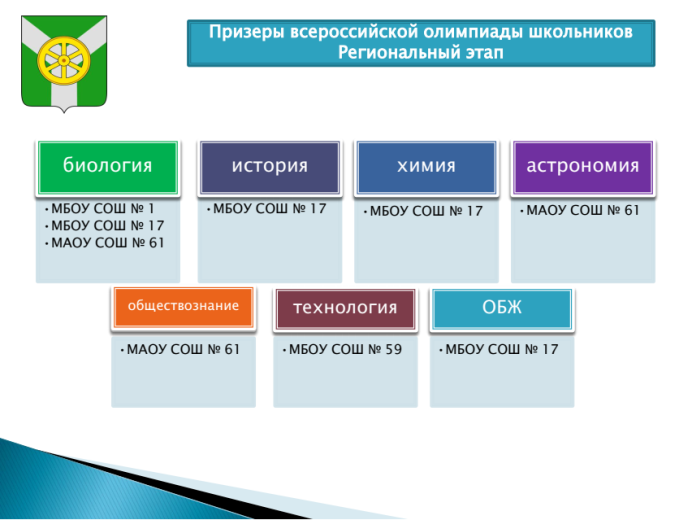 Призеры всероссийской олимпиады школьников
Региональный этап
биология
• МБОУ СОШ № 1
• МБОУ СОШ № 17
• МАОУ СОШ № 61
история
• МБОУ СОШ № 17
химия
• МБОУ СОШ № 17
астрономия
• МАОУ СОШ № 61
обществознание
• МАОУ СОШ № 61
технология
• МБОУ СОШ № 59
ОБЖ
• МБОУ СОШ № 17